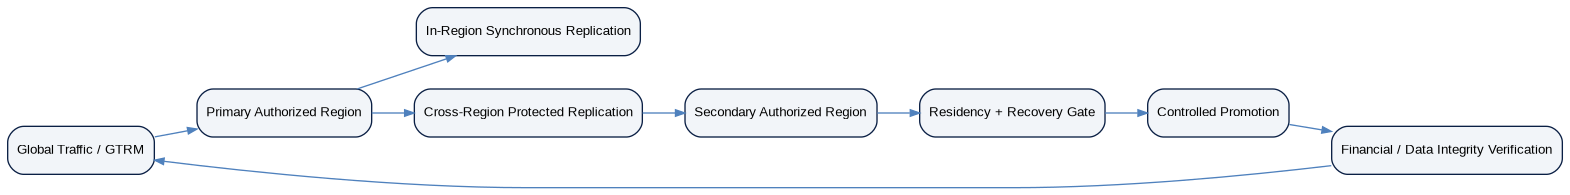 In-Region Synchronous Replication
Primary Authorized Region
Cross-Region Protected Replication
Secondary Authorized Region
Residency + Recovery Gate
Controlled Promotion
Global Traffic / GTRM
Financial / Data Integrity Verification